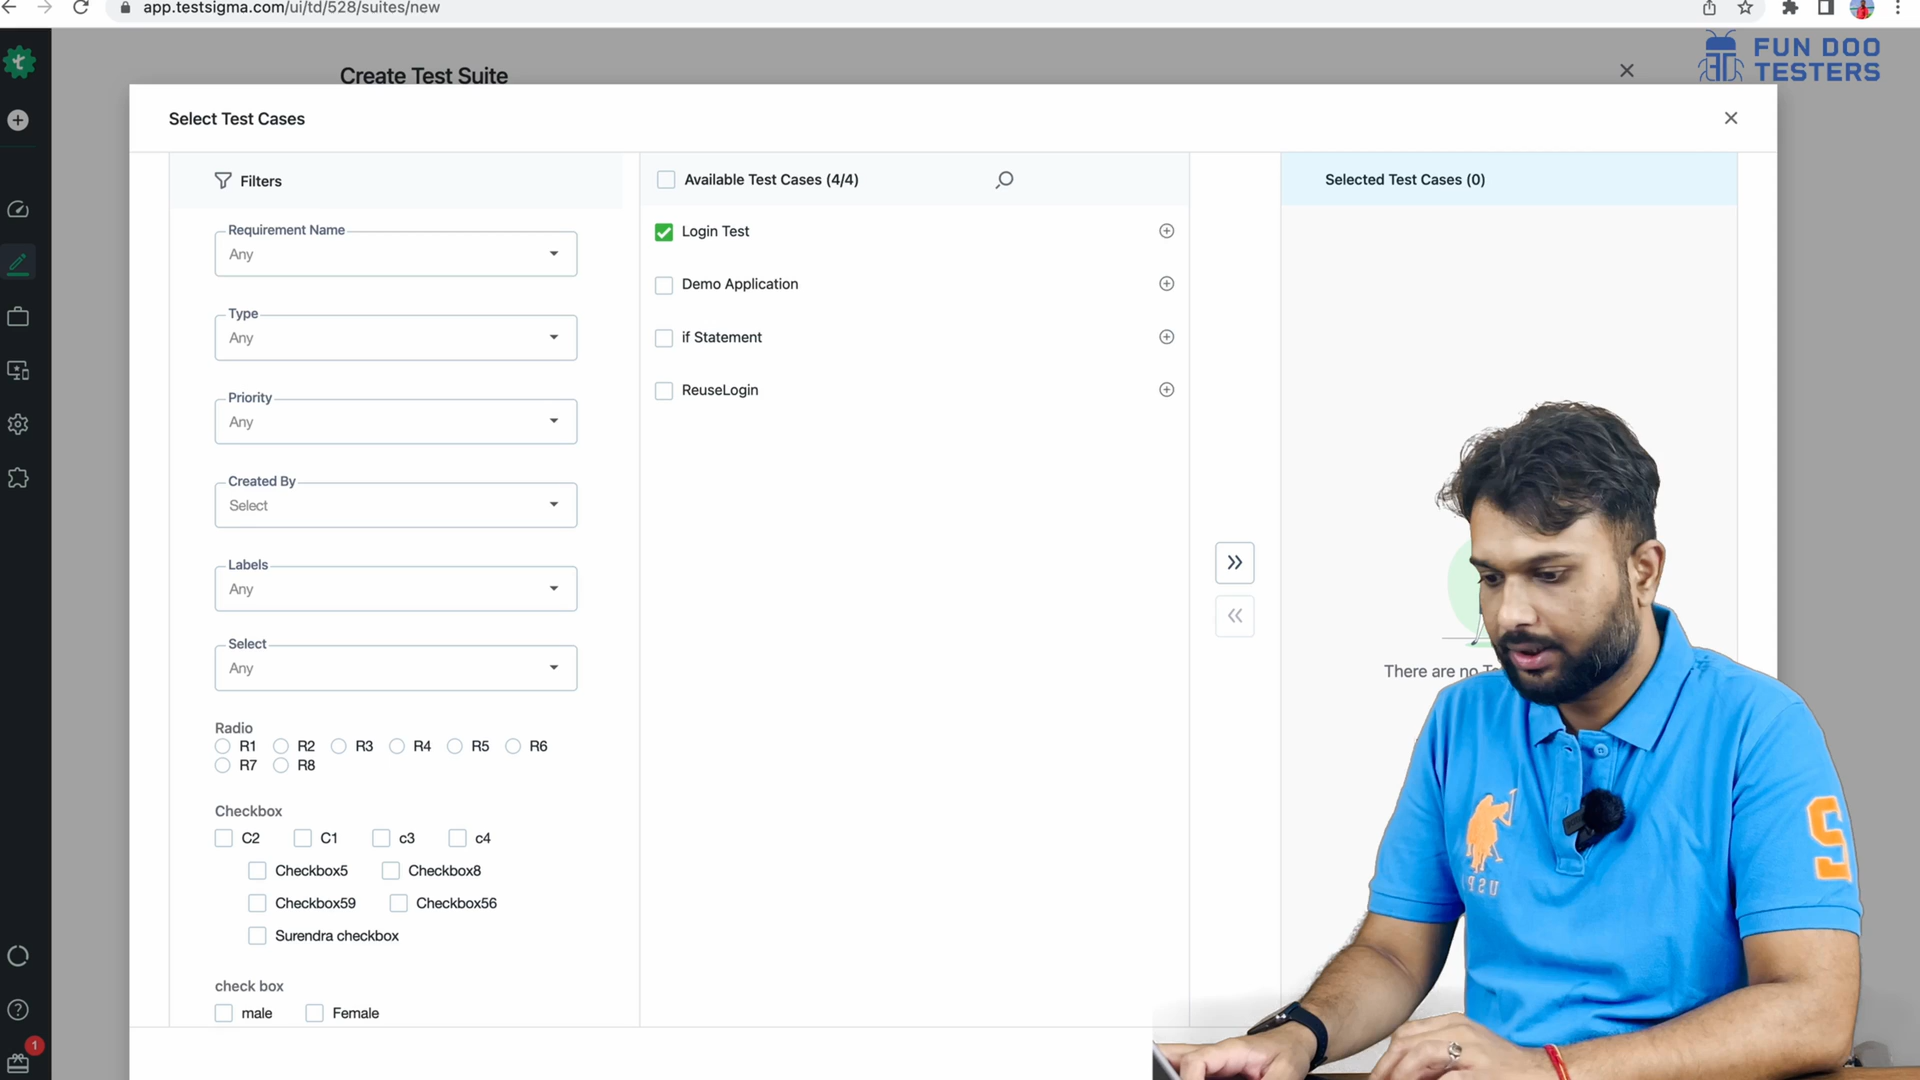 app.testsigma.com/ui/td/528/suites/new
FUN DOO
TESTERS
Create Test Suite
Select Test Cases
Filters
Available Test Cases (4/4)
Selected Test Cases (0)
Requirement Name
Any
Login Test
Demo Application
Type
Any
if Statement
Priority
Any
ReuseLogin
Created By
Select
Labels
Any
Select
Any
There are no
Radio
R1 R2 R3 R4 R5 R6
R7 R8
Checkbox
C2 C1 c3 c4
Checkbox5 Checkbox8
Checkbox59 Checkbox56
Surendra checkbox
check box
male Female
1
2